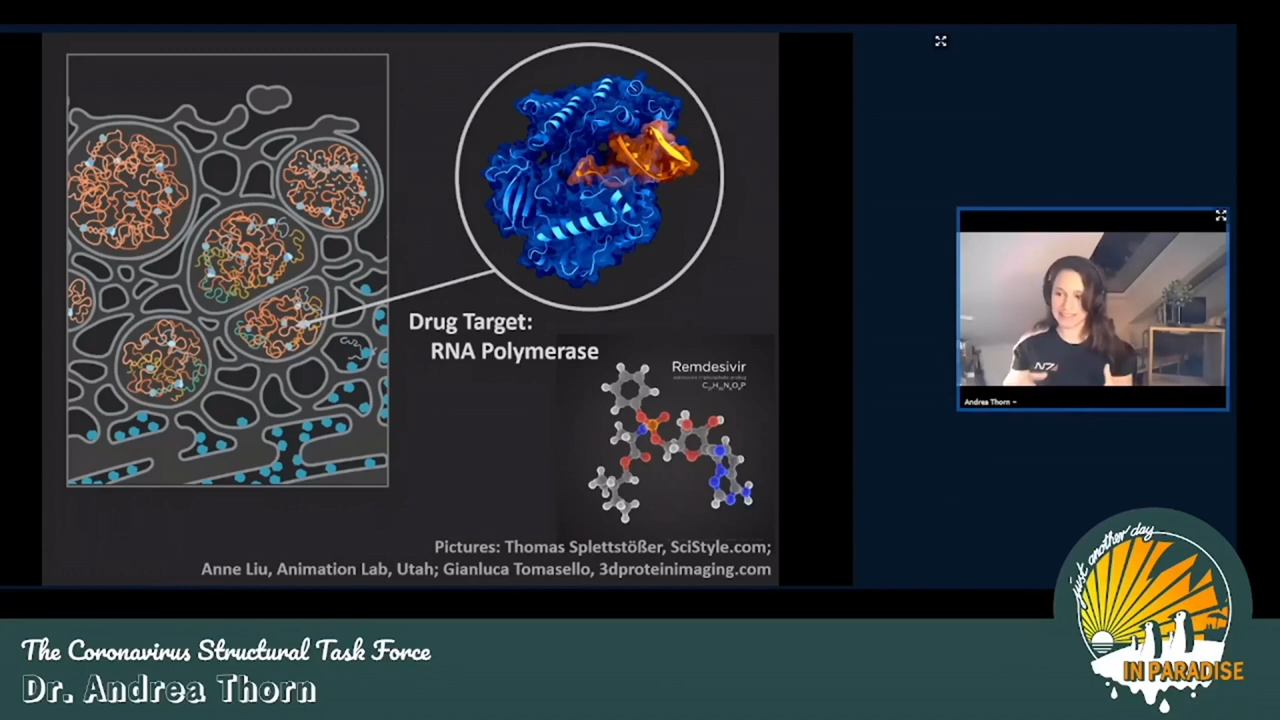 Drug Target:
RNA Polymerase
Remdesivir
Pictures: Thomas Splettstößer, SciStyle.com;
Anne Liu, Animation Lab, Utah; Gianluca Tomasello, 3dproteinimaging.com
N7
Andrea Thorn ~
The Coronavirus Structural Task Force
Dr. Andrea Thorn
just another day
IN PARADISE